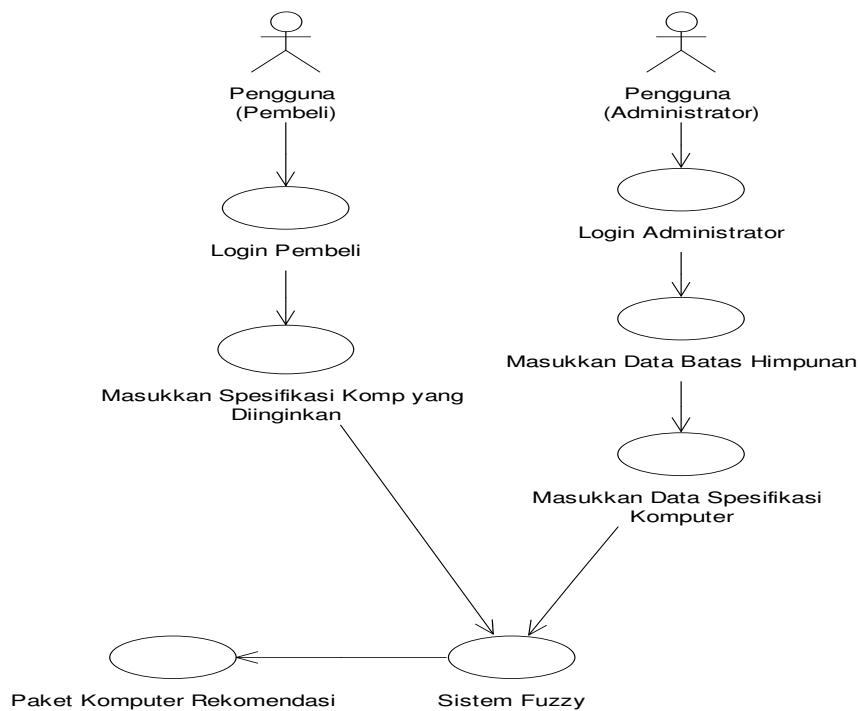 Pengguna
(Pembeli)
Pengguna
(Administrator)
Login Pembeli
Login Administrator
Masukkan Data Batas Himpunan
Masukkan Spesifikasi Komp yang
Diinginkan
Masukkan Data Spesifikasi
Komputer
Paket Komputer Rekomendasi
Sistem Fuzzy